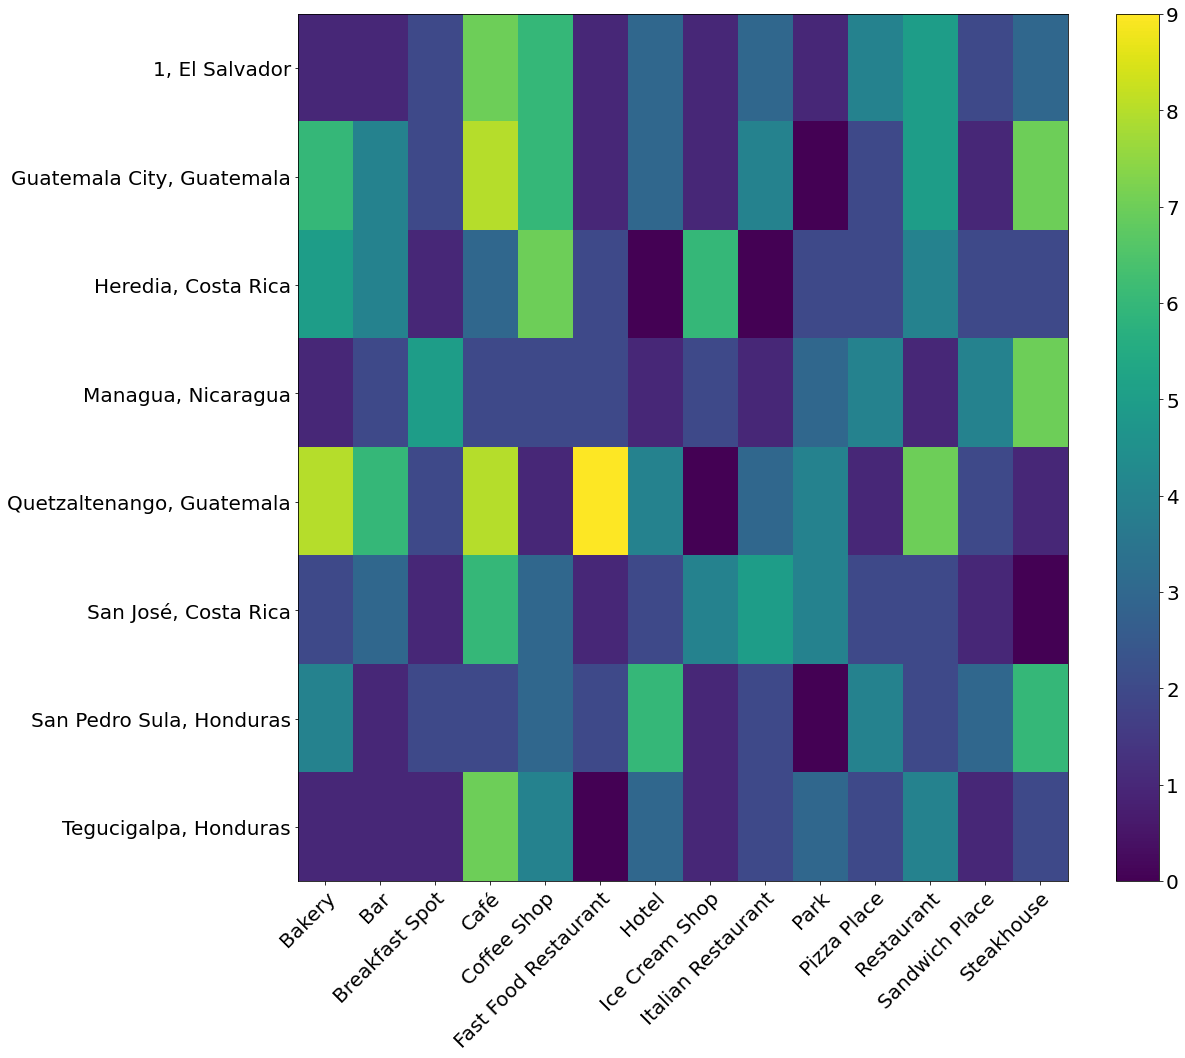 1, El Salvador
Guatemala City, Guatemala
Heredia, Costa Rica
Managua, Nicaragua
Quetzaltenango, Guatemala
San José, Costa Rica
San Pedro Sula, Honduras
Tegucigalpa, Honduras
Bakery
Bar
Breakfast Spot
Café
Coffee Shop
Fast Food Restaurant
Hotel
Ice Cream Shop
Italian Restaurant
Park
Pizza Place
Restaurant
Sandwich Place
Steakhouse
9
8
7
6
5
4
3
2
1
0